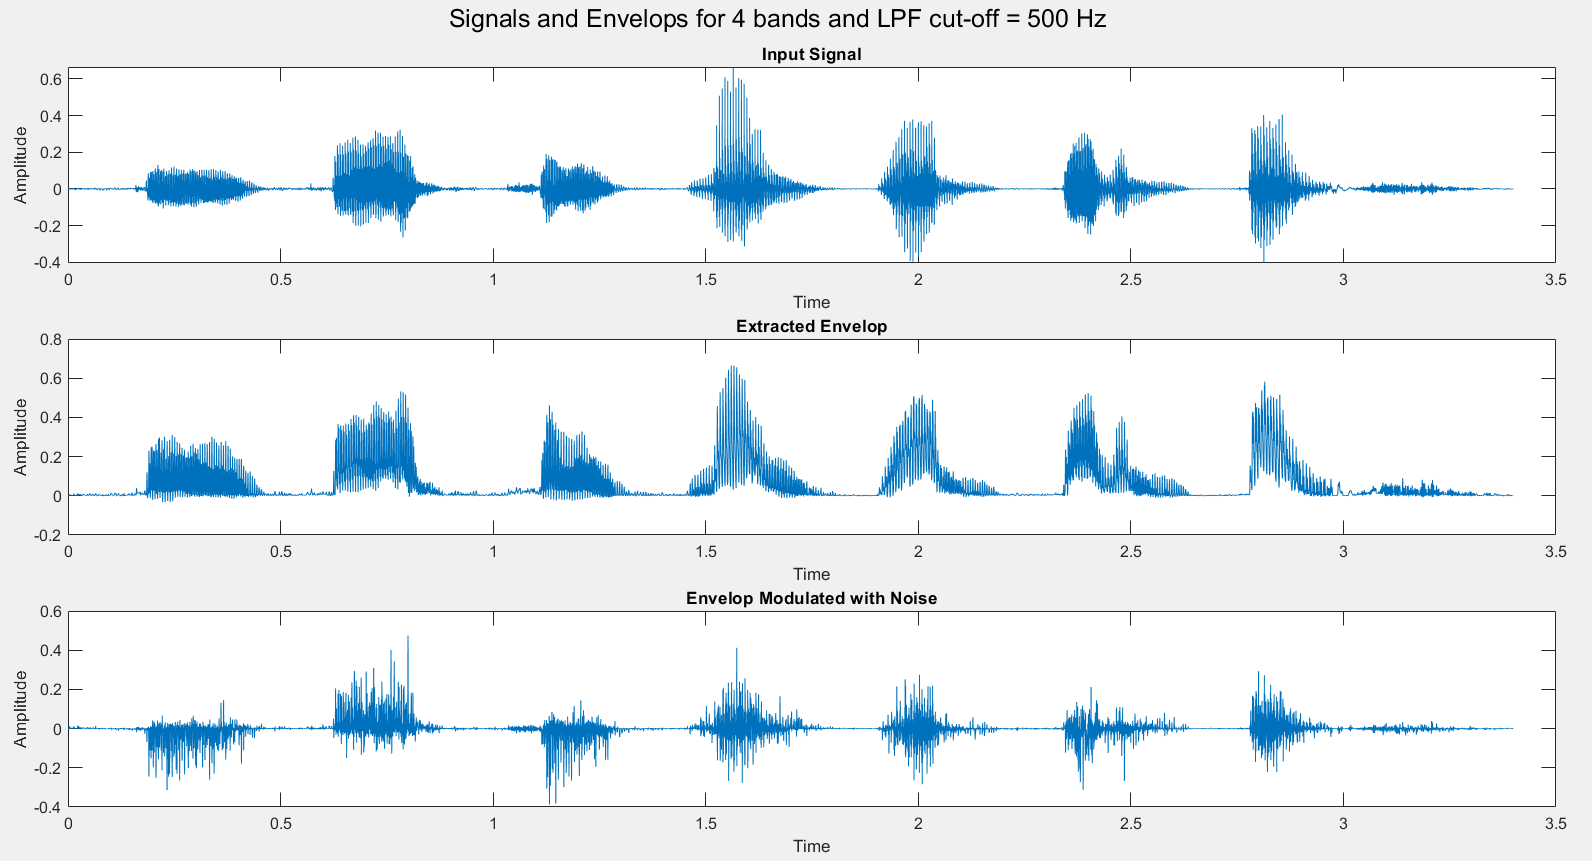 Signals and Envelops for 4 bands and LPF cut-off = 500 Hz
Input Signal
Amplitude
0.6
0.4
0.2
0
-0.2
-0.4
0 0.5 1 1.5 2 2.5 3 3.5
Time
Extracted Envelop
Amplitude
0.8
0.6
0.4
0.2
0
-0.2
0 0.5 1 1.5 2 2.5 3 3.5
Time
Envelop Modulated with Noise
Amplitude
0.6
0.4
0.2
0
-0.2
-0.4
0 0.5 1 1.5 2 2.5 3 3.5
Time